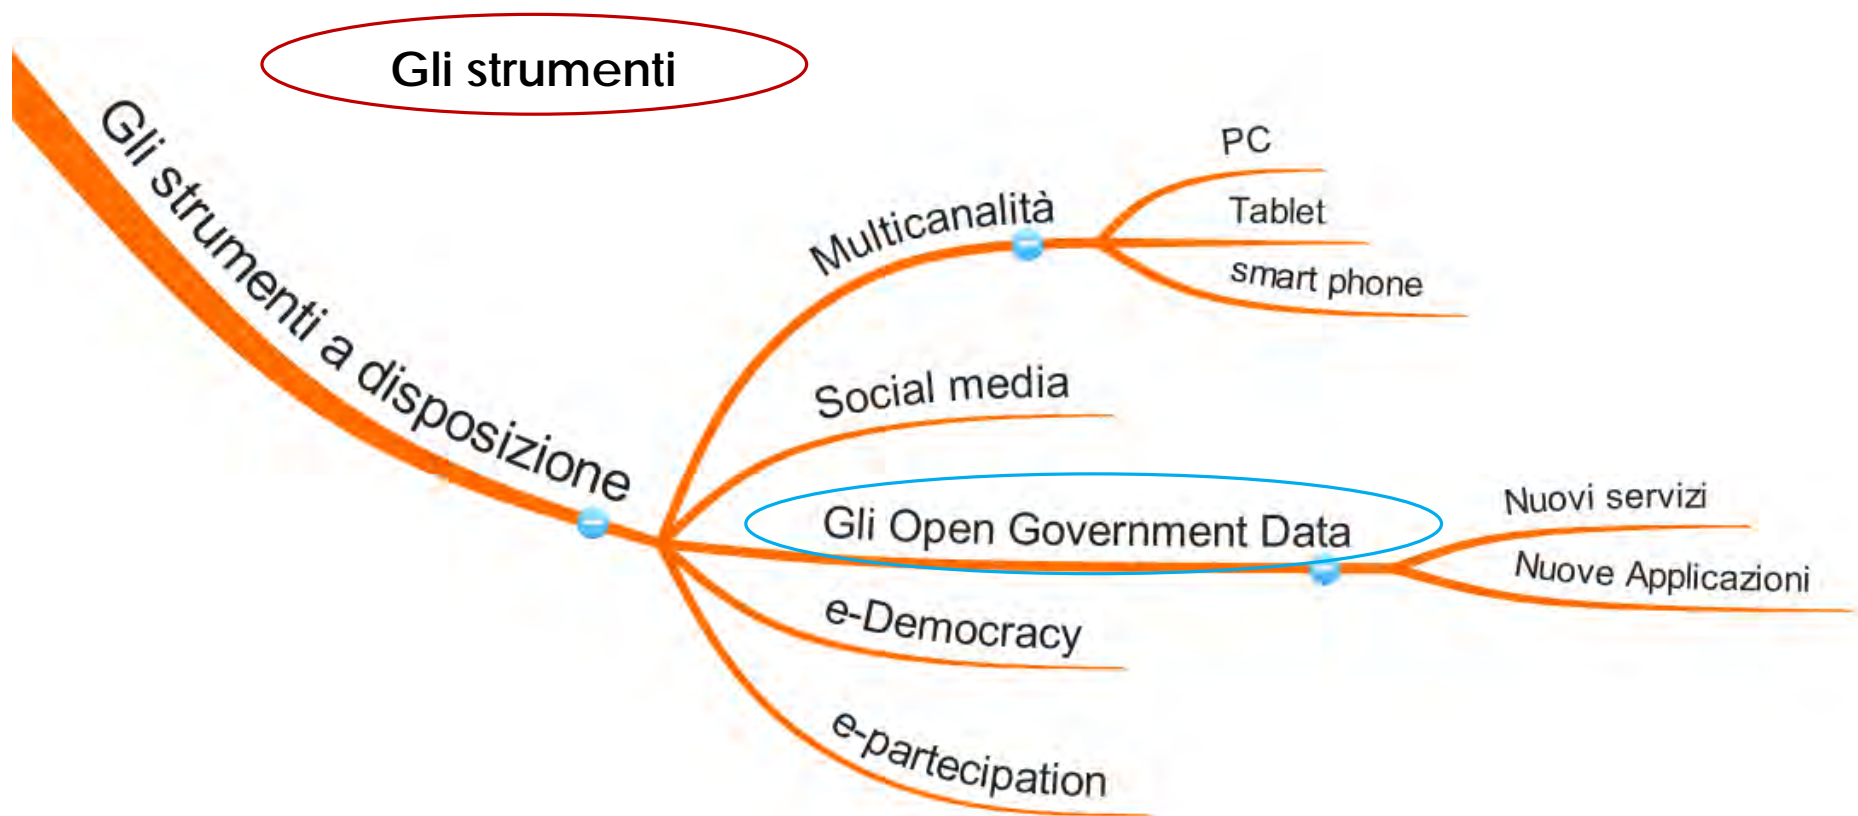 Gli strumenti
Gli strumenti a disposizione
Multicanalità
PC
Tablet
smart phone
Social media
Gli Open Government Data
Nuovi servizi
Nuove Applicazioni
e-Democracy
e-partecipation